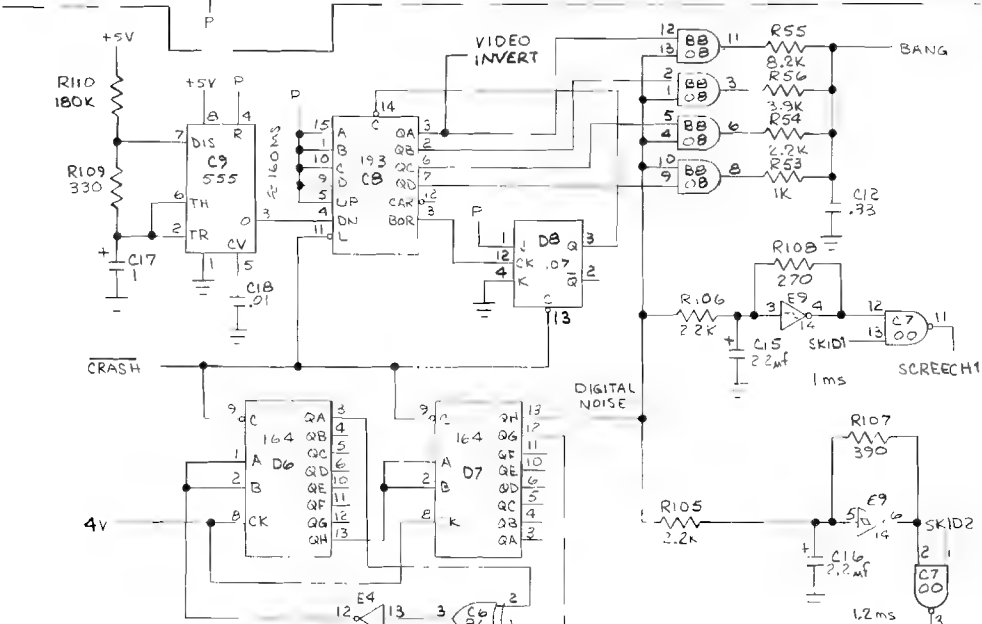 P
+5V
R110
180K
+5V P
8 4
R
7 DIS
C9
555
R109
330
6 TH
O 3
2 TR
CV
1 5
+
C17
1
C18
.01
≈160MS
P
14
C
15 A QA 3
1 B QB 2
10 C 193 QC 6
9 D C8 QD 7
5 UP CAR 12
4 DN BOR 3
11 L
VIDEO
INVERT
12
13 B8
08 11 R55
8.2K
BANG
2
1 B8
08 3 R56
3.9K
5
4 B8
08 6 R54
2.2K
10
9 B8
08 8 R53
1K
C12
.33
P
J D8 Q 3
12 CK .07
4 K Q 2
C
13
R108
270
R106
2.2K
E9
3 4
14
12
13 C7
00 11
SKID1
+ C15
2.2mf
1ms
SCREECH1
CRASH
DIGITAL
NOISE
9 C QA 3
164 QB 4
QC 5
1 A D6 QD 6
2 B QE 10
QF 11
8 CK QG 12
QH 13
9 C QH 13
164 QG 12
QF 11
A D7 QE 10
2 B QD 6
QC 5
8 K QB 4
QA 3
4V
R107
390
R105
2.2K
E9
5 6
14
SKID2
+ C16
2.2mf
2 1
C7
00
1.2ms
3
E4
12 13
3 C6
2
1